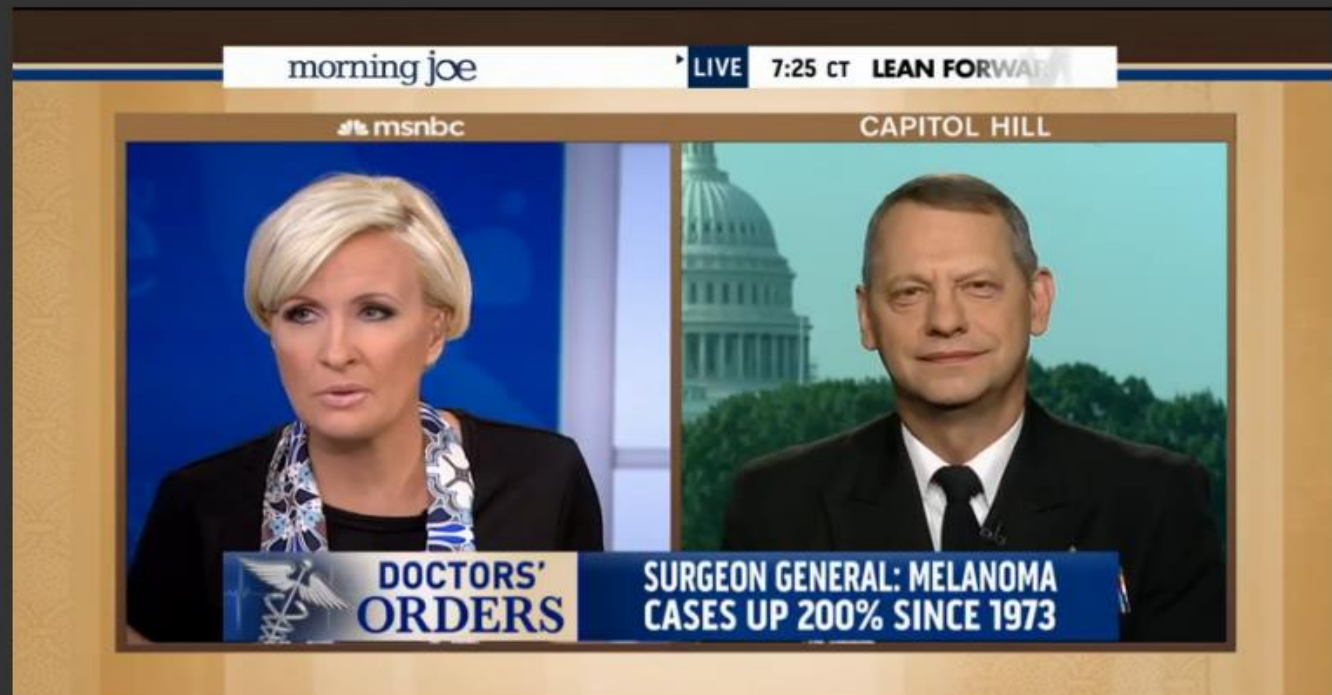 morning joe
LIVE 7:25 CT LEAN FORWAR
msnbc
CAPITOL HILL
DOCTORS'
ORDERS
SURGEON GENERAL: MELANOMA
CASES UP 200% SINCE 1973